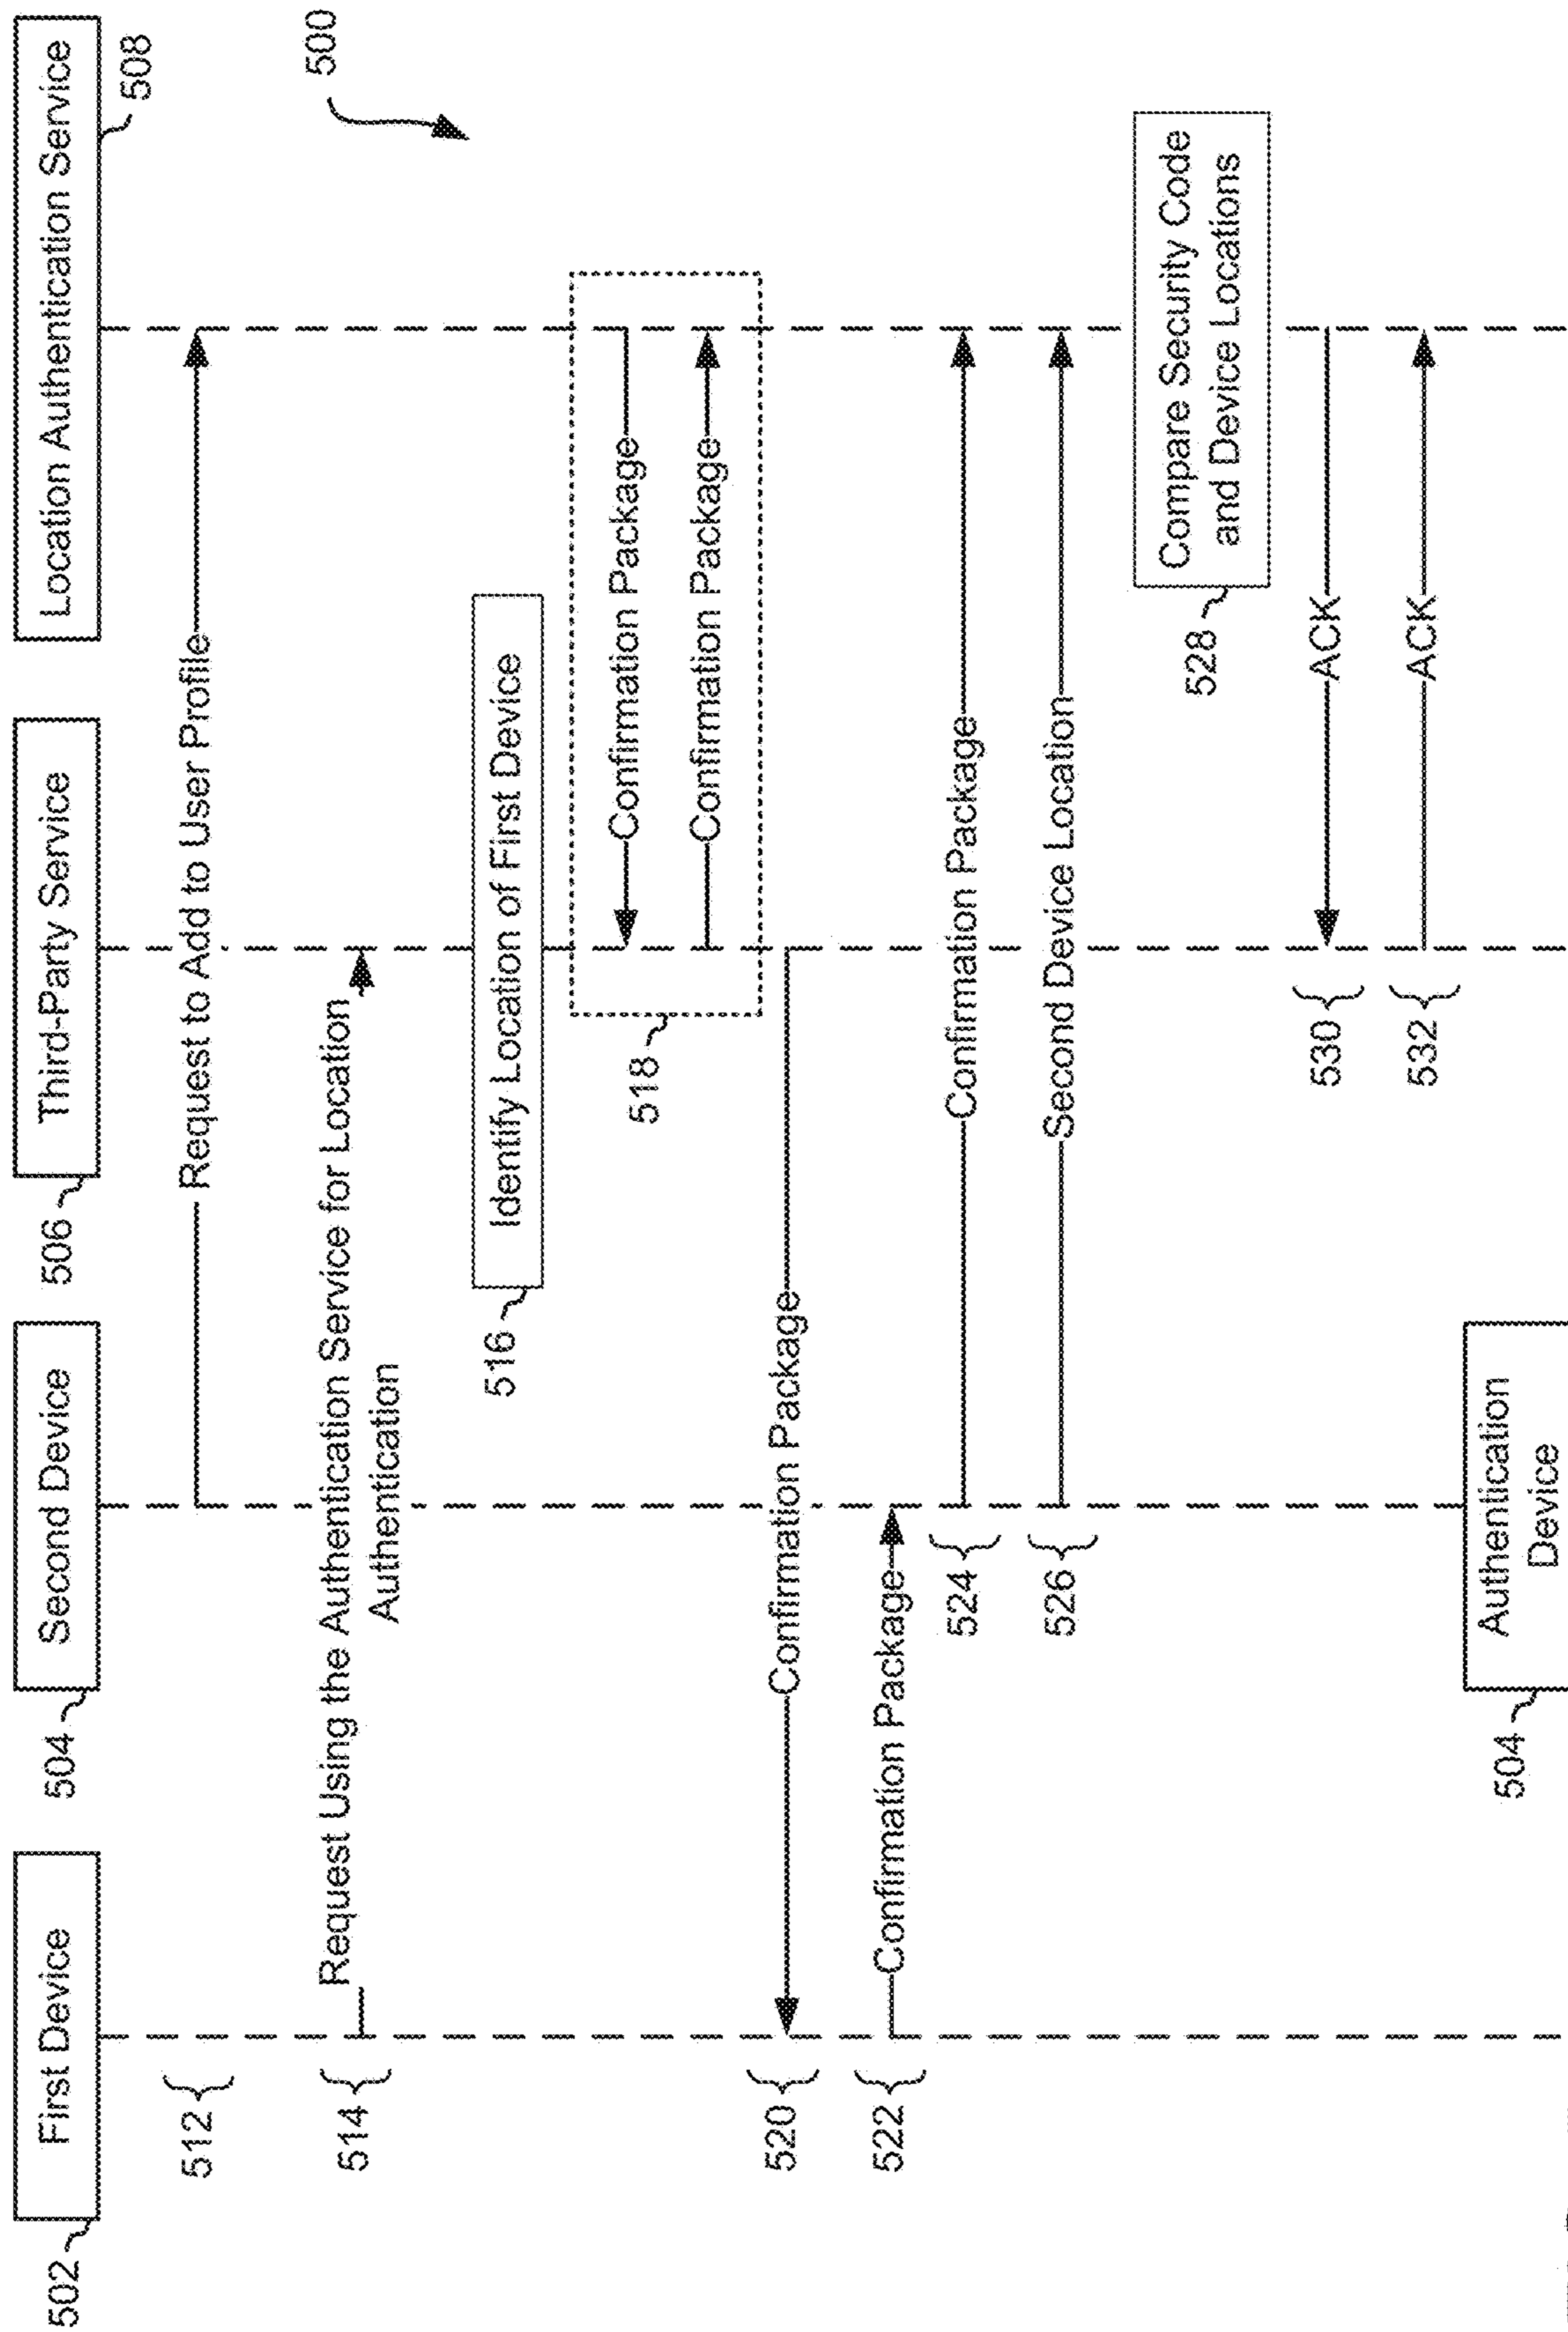 First Device
Second Device
Third-Party Service
Location Authentication Service
502
504
506
508
500
512
Request to Add to User Profile
514
Request Using the Authentication Service for Location
Authentication
516
Identify Location of First Device
518
Confirmation Package
Confirmation Package
520
Confirmation Package
522
Confirmation Package
524
Confirmation Package
526
Second Device Location
528
Compare Security Code
and Device Locations
530
ACK
532
ACK
504
Authentication
Device